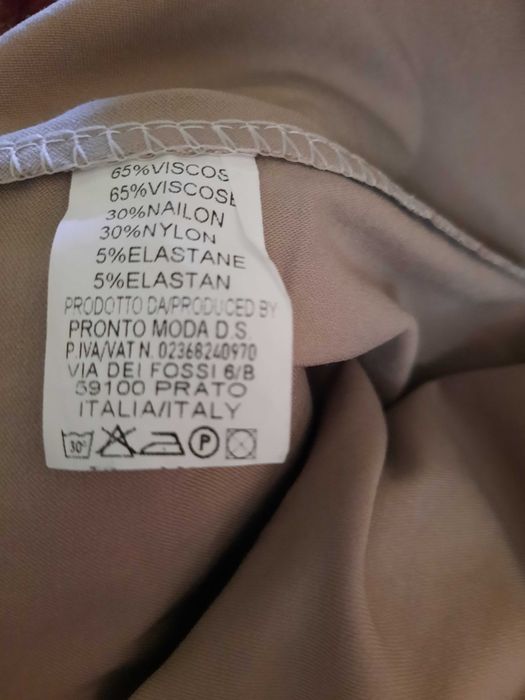 65%VISCOS
65%VISCOSE
30%NAILON
30%NYLON
5%ELASTANE
5%ELASTAN
PRODOTTO DA/PRODUCED BY
PRONTO MODA D.S
P.IVA/VAT N. 02368240970
VIA DEI FOSSI 6/B
59100 PRATO
ITALIA/ITALY
30° P